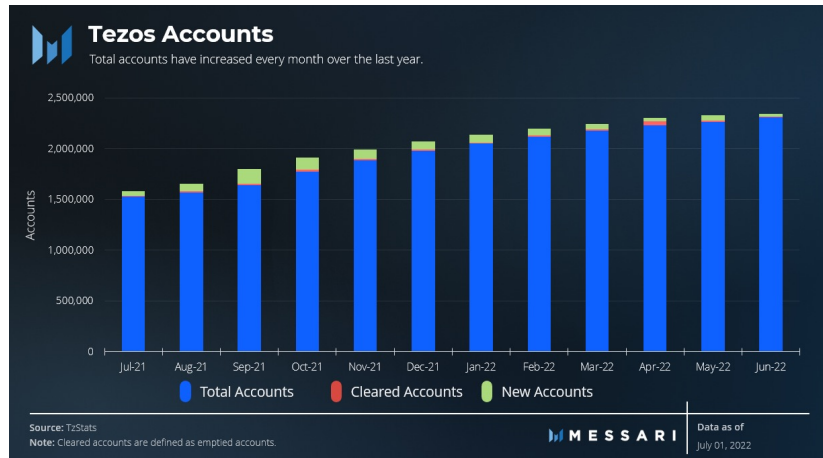 Tezos Accounts
Total accounts have increased every month over the last year.
2,500,000
2,000,000
1,500,000
1,000,000
500,000
0
Accounts
Jul-21 Aug-21 Sep-21 Oct-21 Nov-21 Dec-21 Jan-22 Feb-22 Mar-22 Apr-22 May-22 Jun-22
Total Accounts Cleared Accounts New Accounts
Source: TzStats
Note: Cleared accounts are defined as emptied accounts.
MESSARI
Data as of
July 01, 2022